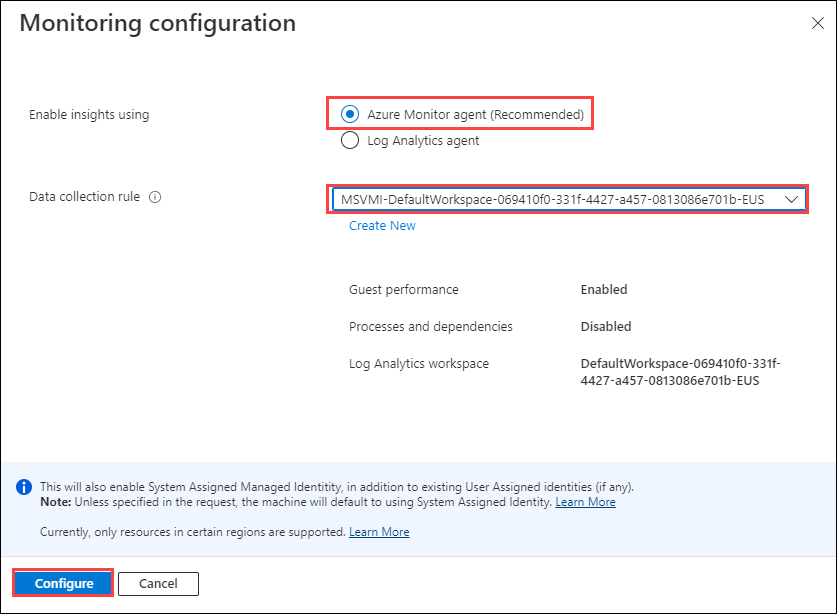 Monitoring configuration
Enable insights using
Azure Monitor agent (Recommended)
Log Analytics agent
Data collection rule
MSVMI-DefaultWorkspace-069410f0-331f-4427-a457-0813086e701b-EUS
Create New
Guest performance Enabled
Processes and dependencies Disabled
Log Analytics workspace DefaultWorkspace-069410f0-331f-
4427-a457-0813086e701b-EUS
This will also enable System Assigned Managed Identitity, in addition to existing User Assigned identities (if any).
Note: Unless specified in the request, the machine will default to using System Assigned Identity. Learn More
Currently, only resources in certain regions are supported. Learn More
Configure Cancel